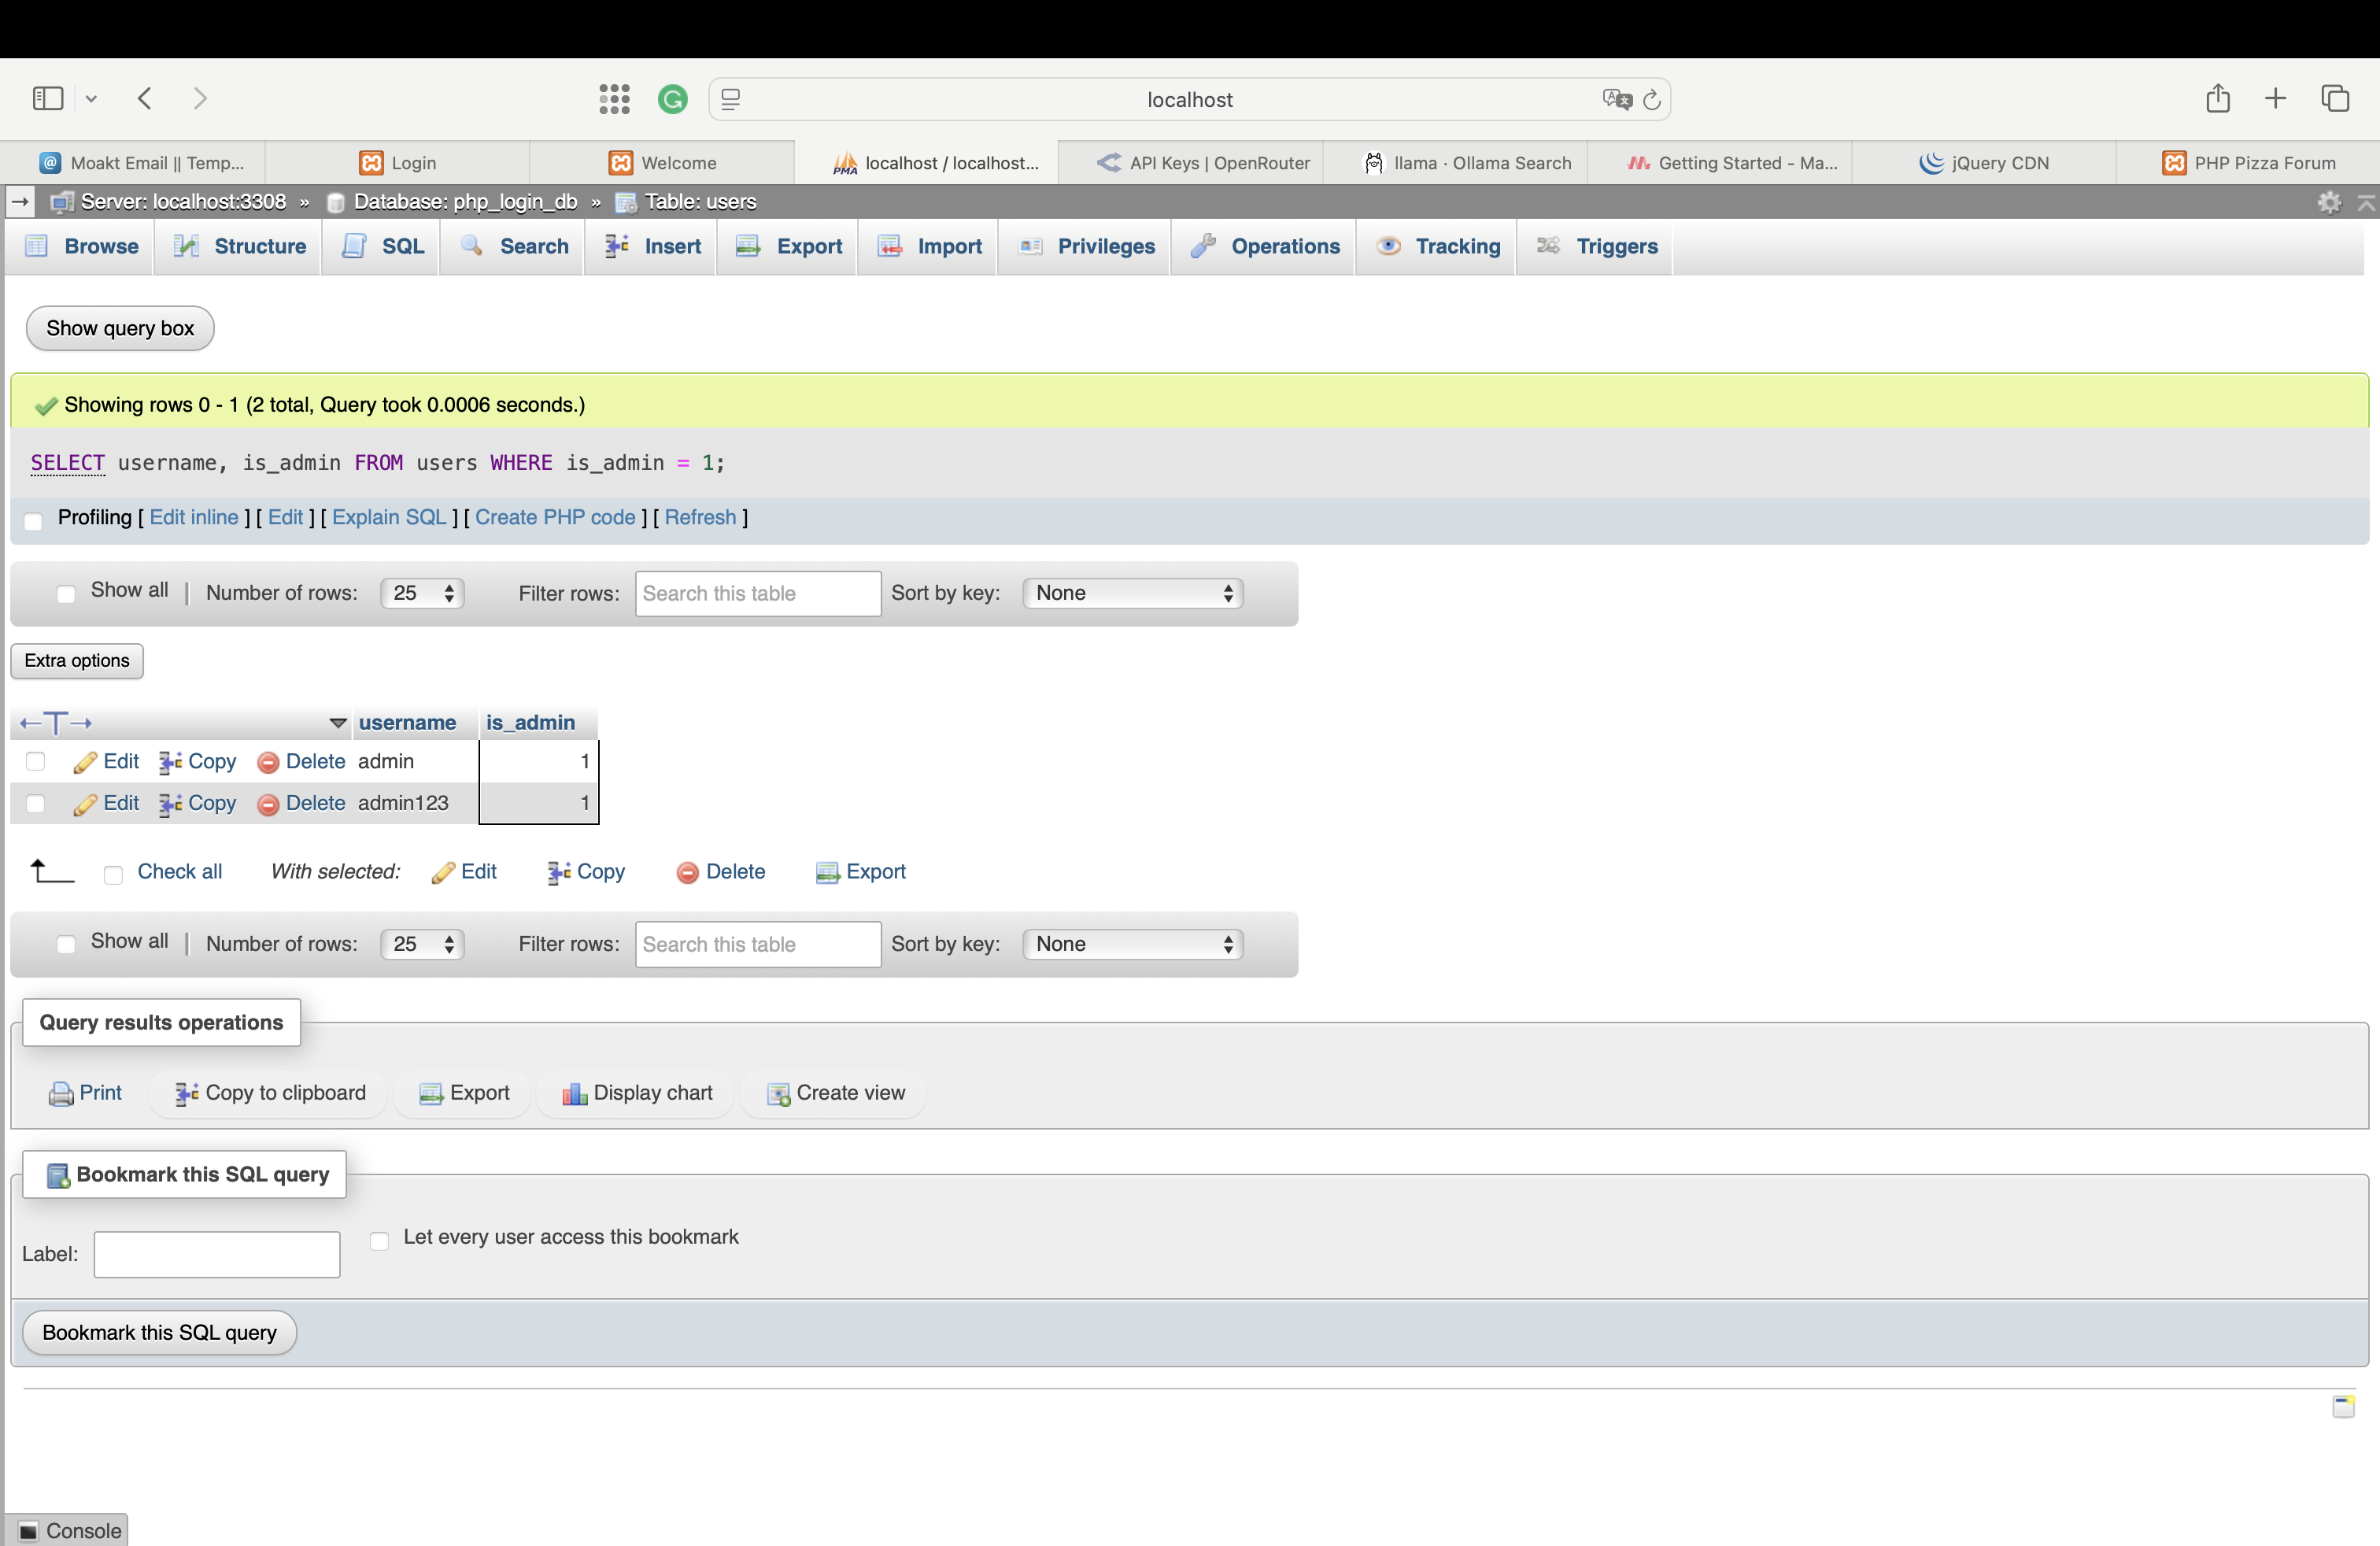 localhost
Moakt Email || Temp...
Login
Welcome
PMA localhost / localhost...
API Keys | OpenRouter
llama · Ollama Search
Getting Started - Ma...
jQuery CDN
PHP Pizza Forum
Server: localhost:3308 » Database: php_login_db » Table: users
Browse Structure SQL Search Insert Export Import Privileges Operations Tracking Triggers
Show query box
Showing rows 0 - 1 (2 total, Query took 0.0006 seconds.)
SELECT username, is_admin FROM users WHERE is_admin = 1;
Profiling [ Edit inline ] [ Edit ] [ Explain SQL ] [ Create PHP code ] [ Refresh ]
Show all | Number of rows: 25 Filter rows: Search this table Sort by key: None
Extra options
←T→ username is_admin
Edit Copy Delete admin 1
Edit Copy Delete admin123 1
Check all With selected: Edit Copy Delete Export
Show all | Number of rows: 25 Filter rows: Search this table Sort by key: None
Query results operations
Print Copy to clipboard Export Display chart Create view
Bookmark this SQL query
Label: Let every user access this bookmark
Bookmark this SQL query
Console